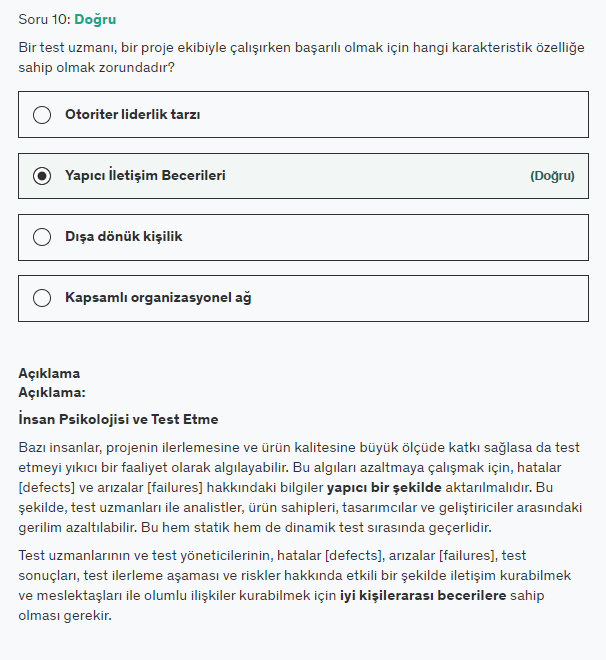 Soru 10: Doğru
Bir test uzmanı, bir proje ekibiyle çalışırken başarılı olmak için hangi karakteristik özelliğe
sahip olmak zorundadır?
Otoriter liderlik tarzı
Yapıcı İletişim Becerileri (Doğru)
Dışa dönük kişilik
Kapsamlı organizasyonel ağ
Açıklama
Açıklama:
İnsan Psikolojisi ve Test Etme
Bazı insanlar, projenin ilerlemesine ve ürün kalitesine büyük ölçüde katkı sağlasa da test
etmeyi yıkıcı bir faaliyet olarak algılayabilir. Bu algıları azaltmaya çalışmak için, hatalar
[defects] ve arızalar [failures] hakkındaki bilgiler yapıcı bir şekilde aktarılmalıdır. Bu
şekilde, test uzmanları ile analistler, ürün sahipleri, tasarımcılar ve geliştiriciler arasındaki
gerilim azaltılabilir. Bu hem statik hem de dinamik test sırasında geçerlidir.
Test uzmanlarının ve test yöneticilerinin, hatalar [defects], arızalar [failures], test
sonuçları, test ilerleme aşaması ve riskler hakkında etkili bir şekilde iletişim kurabilmek
ve meslektaşları ile olumlu ilişkiler kurabilmek için iyi kişilerarası becerilere sahip
olması gerekir.